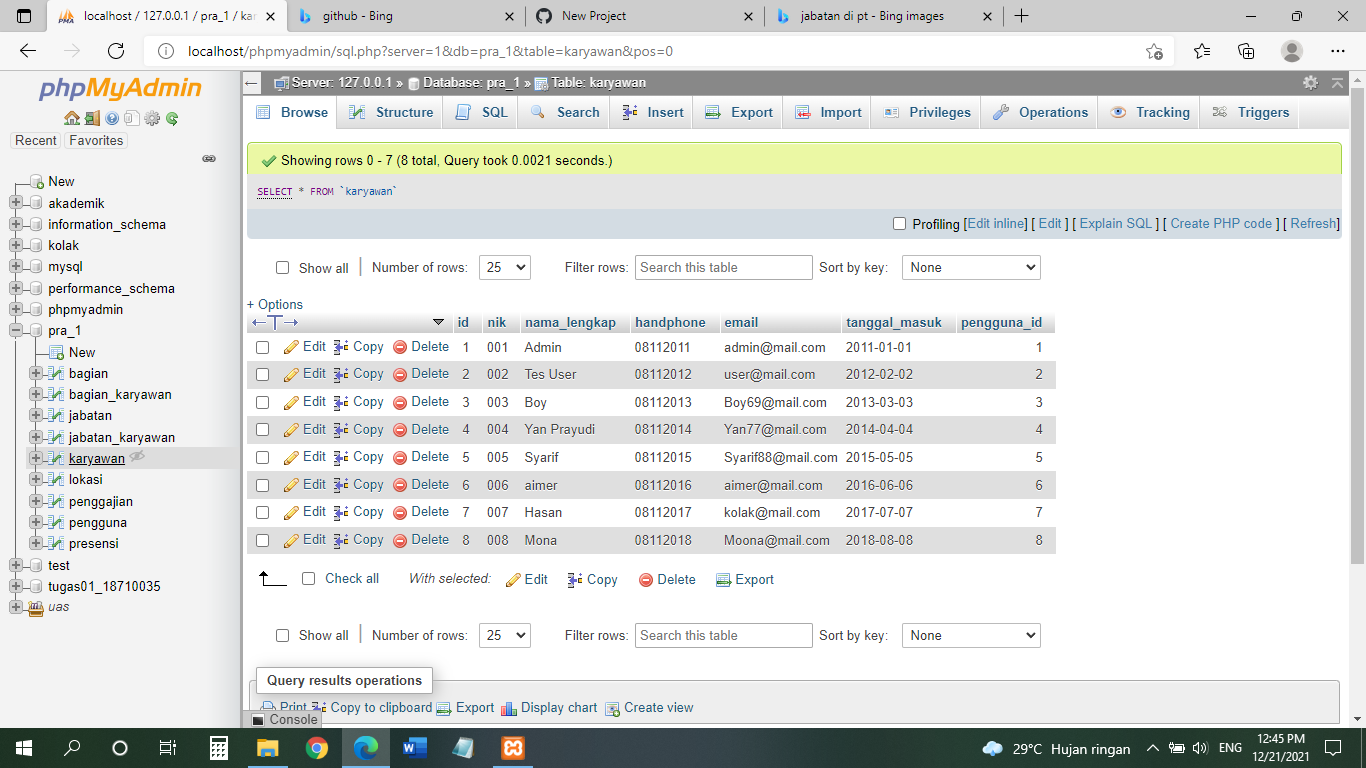 localhost / 127.0.0.1 / pra_1 / kar
github - Bing
New Project
jabatan di pt - Bing images
localhost/phpmyadmin/sql.php?server=1&db=pra_1&table=karyawan&pos=0
phpMyAdmin
Recent Favorites
New
akademik
information_schema
kolak
mysql
performance_schema
phpmyadmin
pra_1
New
bagian
bagian_karyawan
jabatan
jabatan_karyawan
karyawan
lokasi
penggajian
pengguna
presensi
test
tugas01_18710035
uas
Server: 127.0.0.1 » Database: pra_1 » Table: karyawan
Browse Structure SQL Search Insert Export Import Privileges Operations Tracking Triggers
Showing rows 0 - 7 (8 total, Query took 0.0021 seconds.)
SELECT * FROM `karyawan`
Profiling [Edit inline] [ Edit ] [ Explain SQL ] [ Create PHP code ] [ Refresh]
Show all Number of rows: 25 Filter rows: Search this table Sort by key: None
+ Options
id nik nama_lengkap handphone email tanggal_masuk pengguna_id
Edit Copy Delete 1 001 Admin 08112011 admin@mail.com 2011-01-01 1
Edit Copy Delete 2 002 Tes User 08112012 user@mail.com 2012-02-02 2
Edit Copy Delete 3 003 Boy 08112013 Boy69@mail.com 2013-03-03 3
Edit Copy Delete 4 004 Yan Prayudi 08112014 Yan77@mail.com 2014-04-04 4
Edit Copy Delete 5 005 Syarif 08112015 Syarif88@mail.com 2015-05-05 5
Edit Copy Delete 6 006 aimer 08112016 aimer@mail.com 2016-06-06 6
Edit Copy Delete 7 007 Hasan 08112017 kolak@mail.com 2017-07-07 7
Edit Copy Delete 8 008 Mona 08112018 Moona@mail.com 2018-08-08 8
Check all With selected: Edit Copy Delete Export
Show all Number of rows: 25 Filter rows: Search this table Sort by key: None
Query results operations
Print Copy to clipboard Export Display chart Create view
Console
29°C Hujan ringan ENG 12:45 PM
12/21/2021